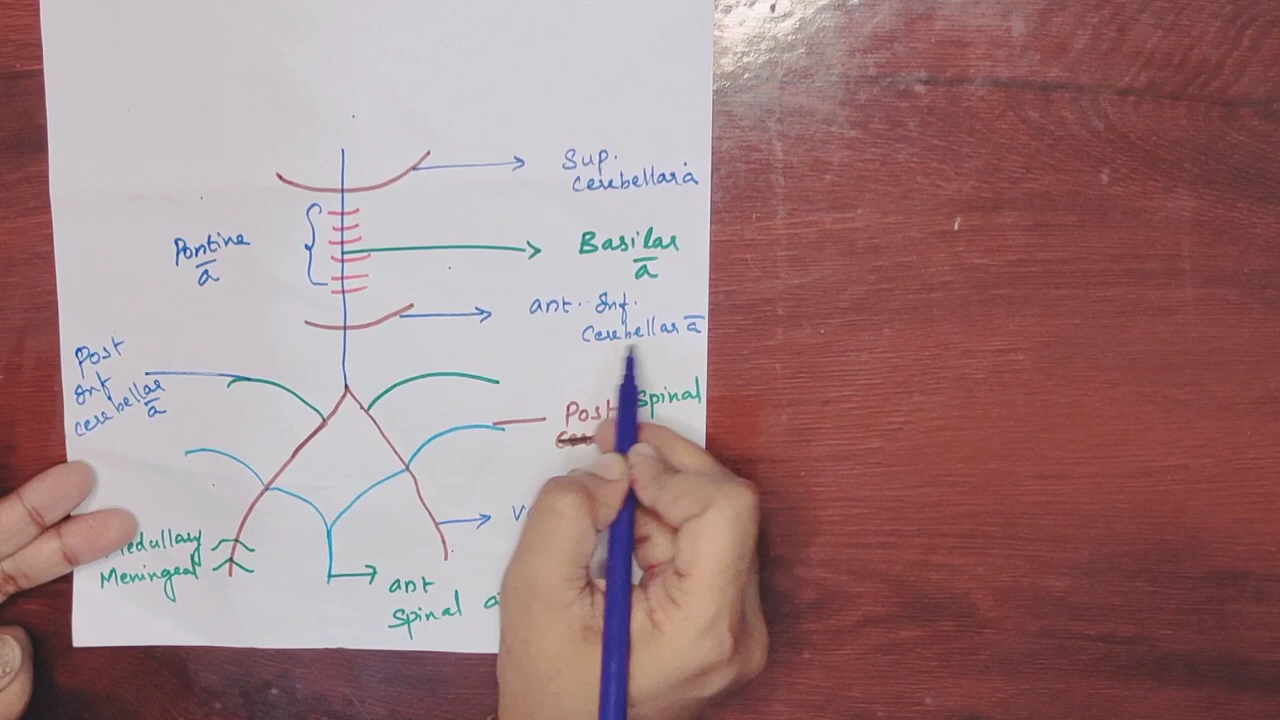 Sup.
Cerebellar a
Pontine
a
Basilar
a
ant. Inf.
Cerebellar a
Post
Inf
cerebellar
a
Post Spinal
Medullary
Meningeal
ant
Spinal a